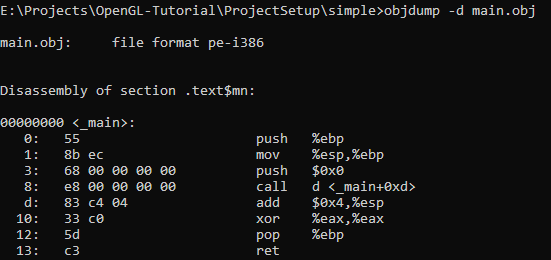 E:\Projects\OpenGL-Tutorial\ProjectSetup\simple>objdump -d main.obj
main.obj:     file format pe-i386
Disassembly of section .text$mn:
00000000 <_main>:
   0:   55                      push   %ebp
   1:   8b ec                   mov    %esp,%ebp
   3:   68 00 00 00 00          push   $0x0
   8:   e8 00 00 00 00          call   d <_main+0xd>
   d:   83 c4 04                add    $0x4,%esp
  10:   33 c0                   xor    %eax,%eax
  12:   5d                      pop    %ebp
  13:   c3                      ret